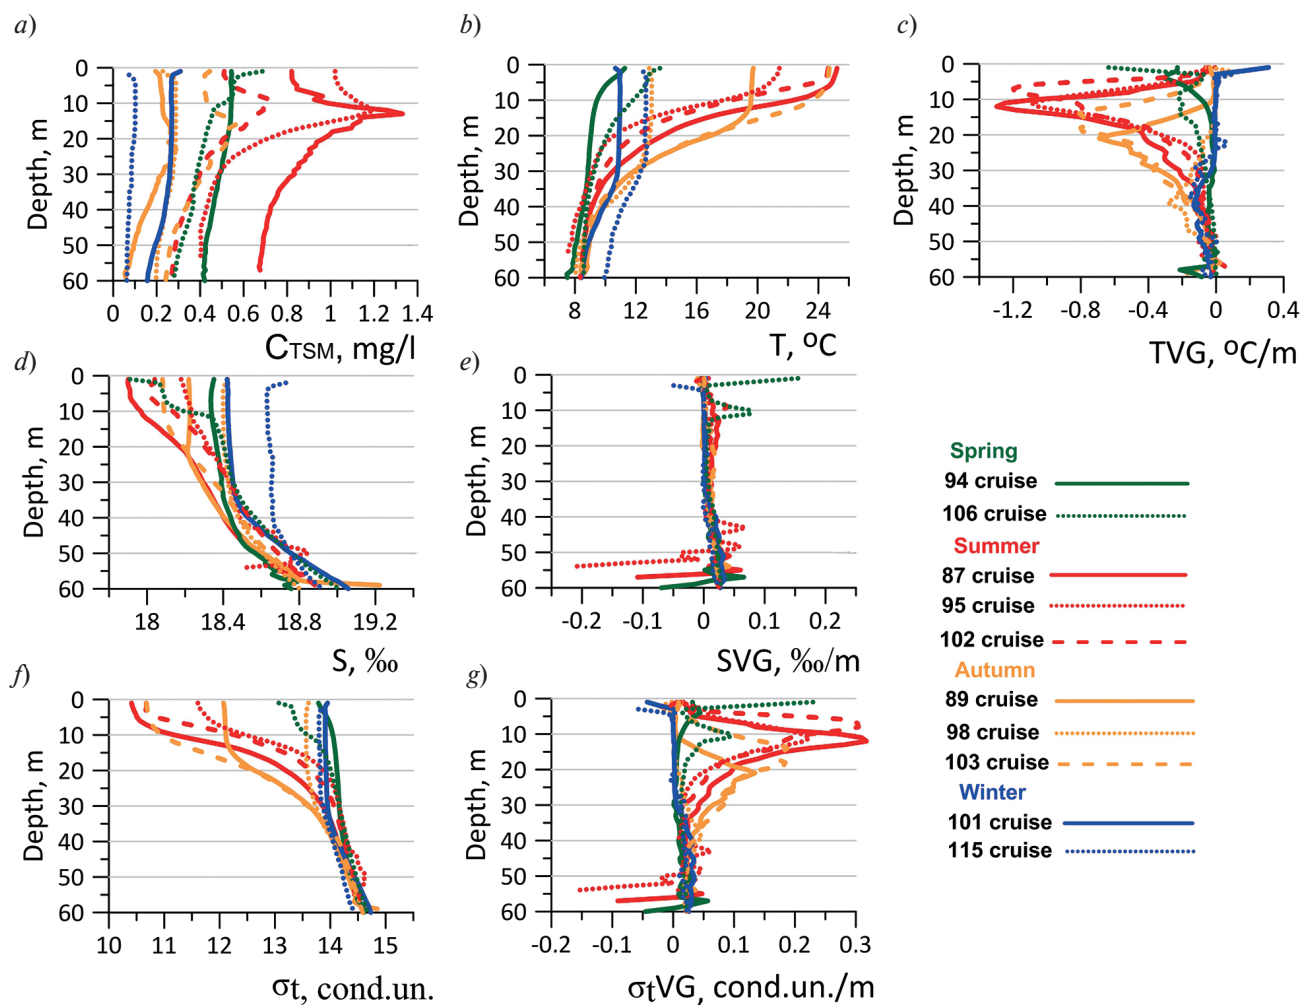 a)
0
10
20
30
40
50
60
Depth, m
0 0.2 0.4 0.6 0.8 1 1.2 1.4
CTSM, mg/l
b)
0
10
20
30
40
50
60
Depth, m
8 12 16 20 24
T, ºC
c)
0
10
20
30
40
50
60
Depth, m
-1.2 -0.8 -0.4 0 0.4
TVG, ºC/m
d)
0
10
20
30
40
50
60
Depth, m
18 18.4 18.8 19.2
S, ‰
e)
0
10
20
30
40
50
60
Depth, m
-0.2 -0.1 0 0.1 0.2
SVG, ‰/m
f)
0
10
20
30
40
50
60
Depth, m
10 11 12 13 14 15
σt, cond.un.
g)
0
10
20
30
40
50
60
Depth, m
-0.2 -0.1 0 0.1 0.2 0.3
σtVG, cond.un./m
Spring
94 cruise
106 cruise
Summer
87 cruise
95 cruise
102 cruise
Autumn
89 cruise
98 cruise
103 cruise
Winter
101 cruise
115 cruise